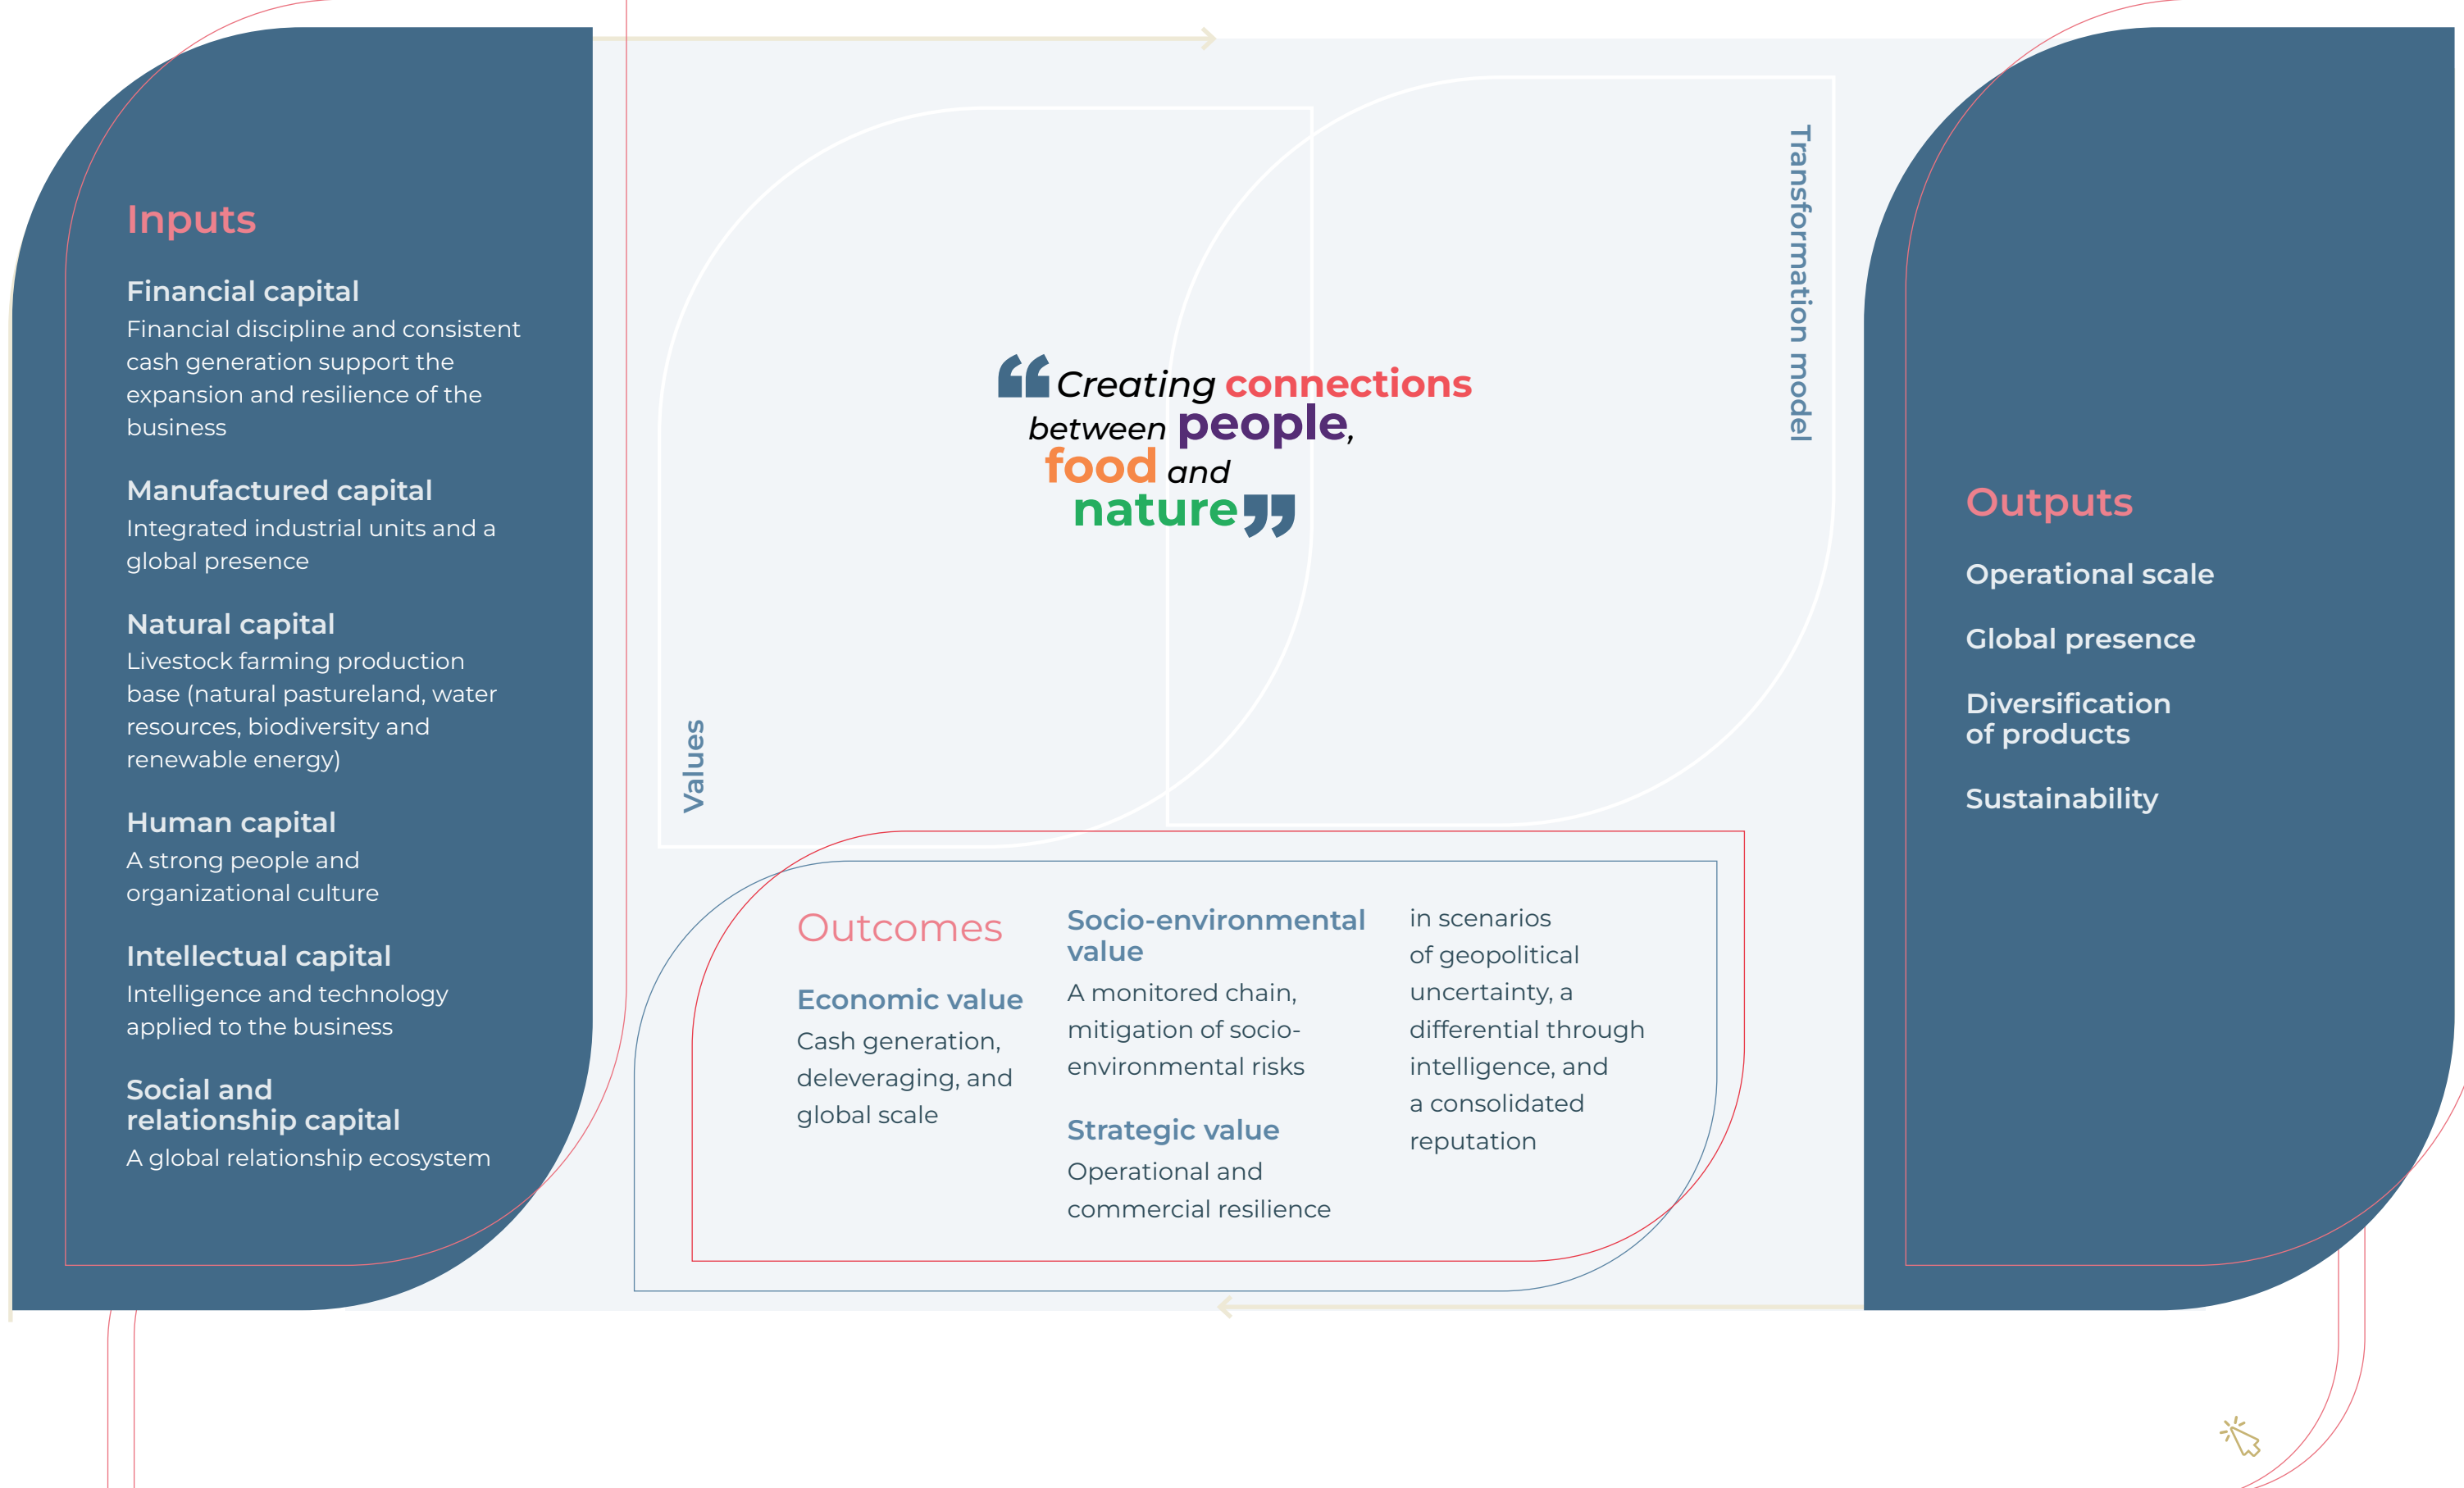 Inputs
Financial capital
Financial discipline and consistent
cash generation support the
expansion and resilience of the
business
Manufactured capital
Integrated industrial units and a
global presence
Natural capital
Livestock farming production
base (natural pastureland, water
resources, biodiversity and
renewable energy)
Human capital
A strong people and
organizational culture
Intellectual capital
Intelligence and technology
applied to the business
Social and
relationship capital
A global relationship ecosystem
Values
“Creating connections
between people,
food and
nature”
Transformation model
Outcomes
Economic value
Cash generation,
deleveraging, and
global scale
Socio-environmental
value
A monitored chain,
mitigation of socio-
environmental risks
Strategic value
Operational and
commercial resilience
in scenarios
of geopolitical
uncertainty, a
differential through
intelligence, and
a consolidated
reputation
Outputs
Operational scale
Global presence
Diversification
of products
Sustainability